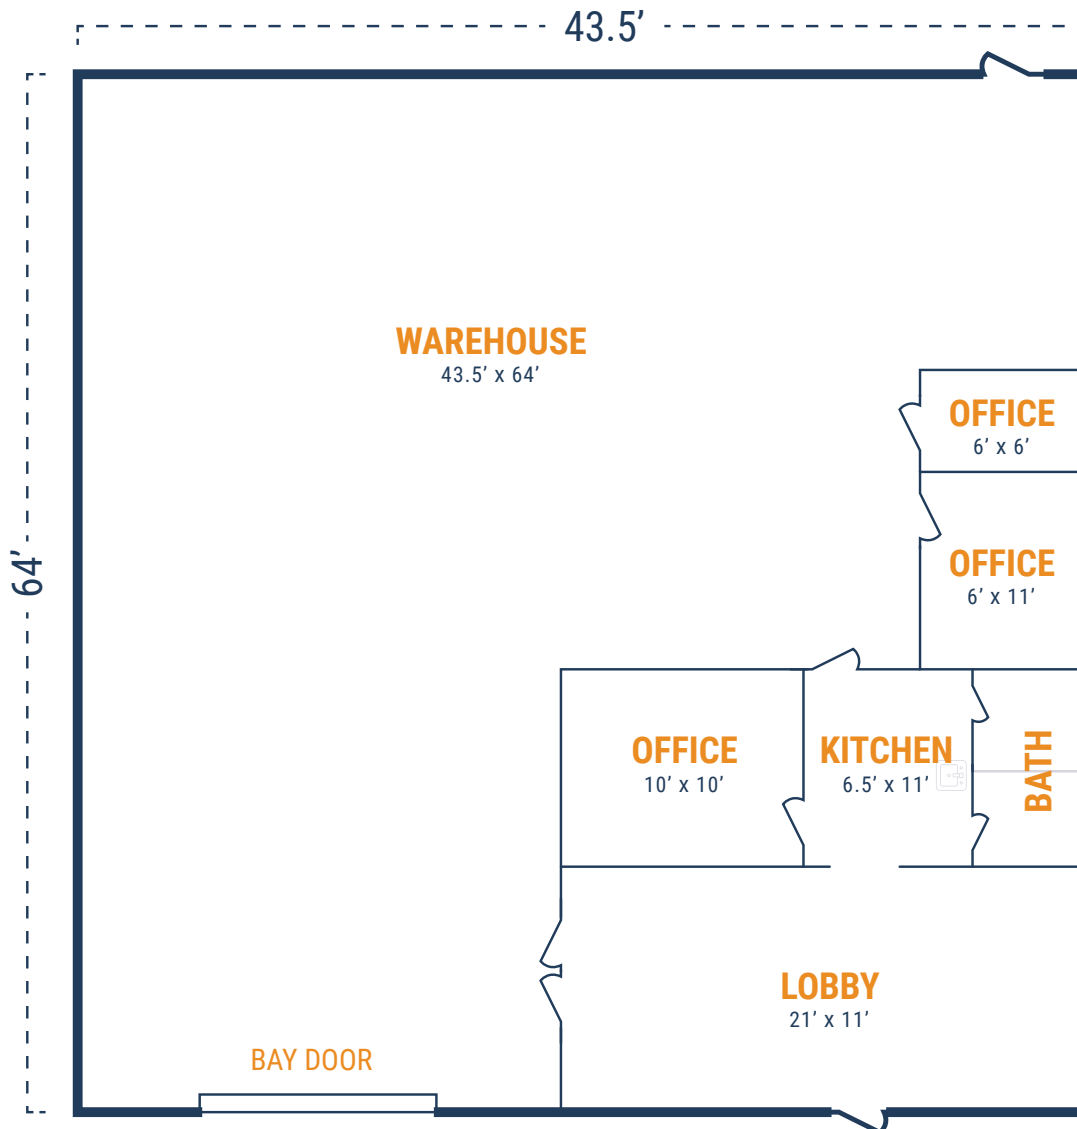 43.5’
WAREHOUSE
43.5’ x 64’
OFFICE
6’ x 6’
64’
OFFICE
6’ x 11’
OFFICE
10’ x 10’
KITCHEN
6.5’ x 11’
BATH
LOBBY
21’ x 11’
BAY DOOR